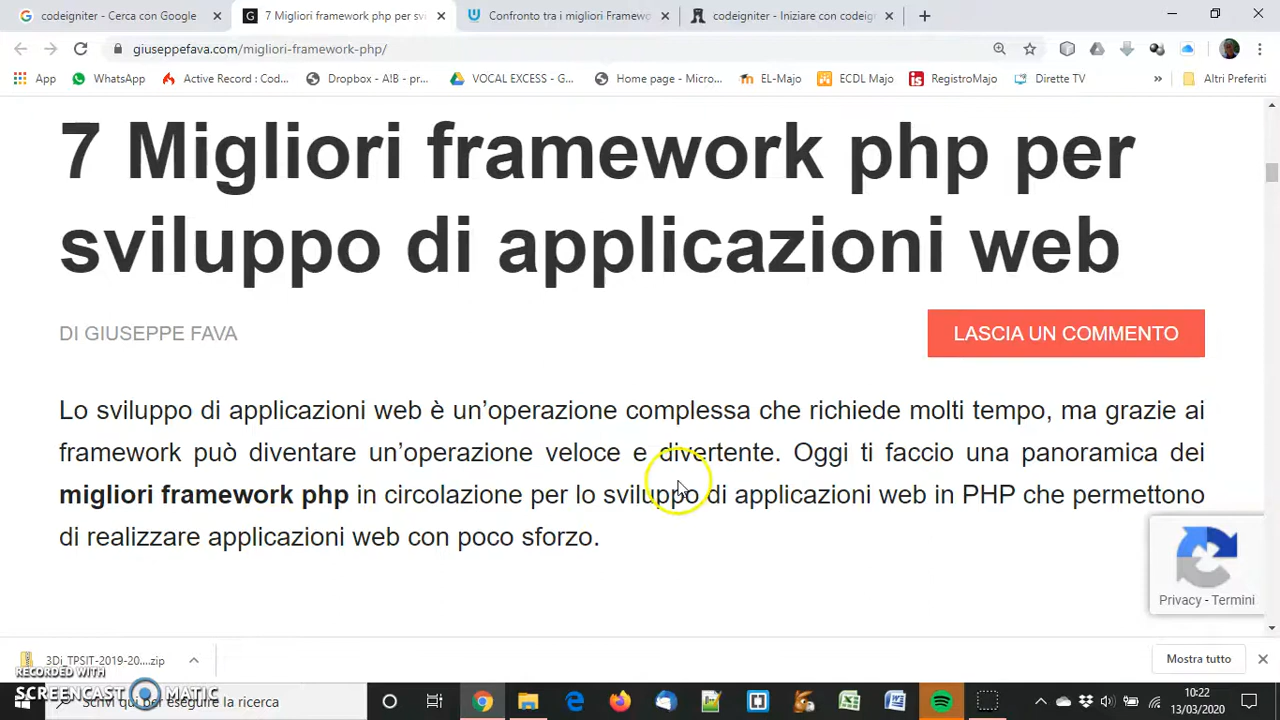 codeigniter - Cerca con Google
7 Migliori framework php per sv
Confronto tra i migliori Framewo
codeigniter - Iniziare con codeig
giuseppefava.com/migliori-framework-php/
App
WhatsApp
Active Record : Cod...
Dropbox - AIB - pr...
VOCAL EXCESS - G...
Home page - Micro...
EL-Majo
ECDL Majo
RegistroMajo
Dirette TV
»
Altri Preferiti
7 Migliori framework php per
sviluppo di applicazioni web
DI GIUSEPPE FAVA
LASCIA UN COMMENTO
Lo sviluppo di applicazioni web è un'operazione complessa che richiede molti tempo, ma grazie ai
framework può diventare un'operazione veloce e divertente. Oggi ti faccio una panoramica dei
migliori framework php in circolazione per lo sviluppo di applicazioni web in PHP che permettono
di realizzare applicazioni web con poco sforzo.
Privacy - Termini
3Di_TPSIT-2019-20....zip
Mostra tutto
RECORDED WITH
SCREENCAST MATIC
Scrivi qui per eseguire la ricerca
10:22
13/03/2020